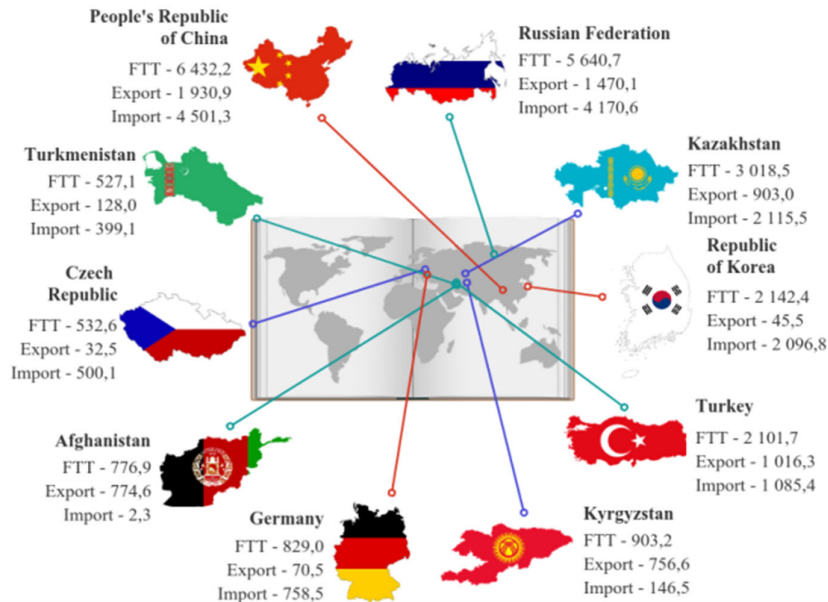 People's Republic
of China
FTT - 6 432,2
Export - 1 930,9
Import - 4 501,3
Russian Federation
FTT - 5 640,7
Export - 1 470,1
Import - 4 170,6
Turkmenistan
FTT - 527,1
Export - 128,0
Import - 399,1
Kazakhstan
FTT - 3 018,5
Export - 903,0
Import - 2 115,5
Czech
Republic
FTT - 532,6
Export - 32,5
Import - 500,1
Republic
of Korea
FTT - 2 142,4
Export - 45,5
Import - 2 096,8
Afghanistan
FTT - 776,9
Export - 774,6
Import - 2,3
Turkey
FTT - 2 101,7
Export - 1 016,3
Import - 1 085,4
Germany
FTT - 829,0
Export - 70,5
Import - 758,5
Kyrgyzstan
FTT - 903,2
Export - 756,6
Import - 146,5